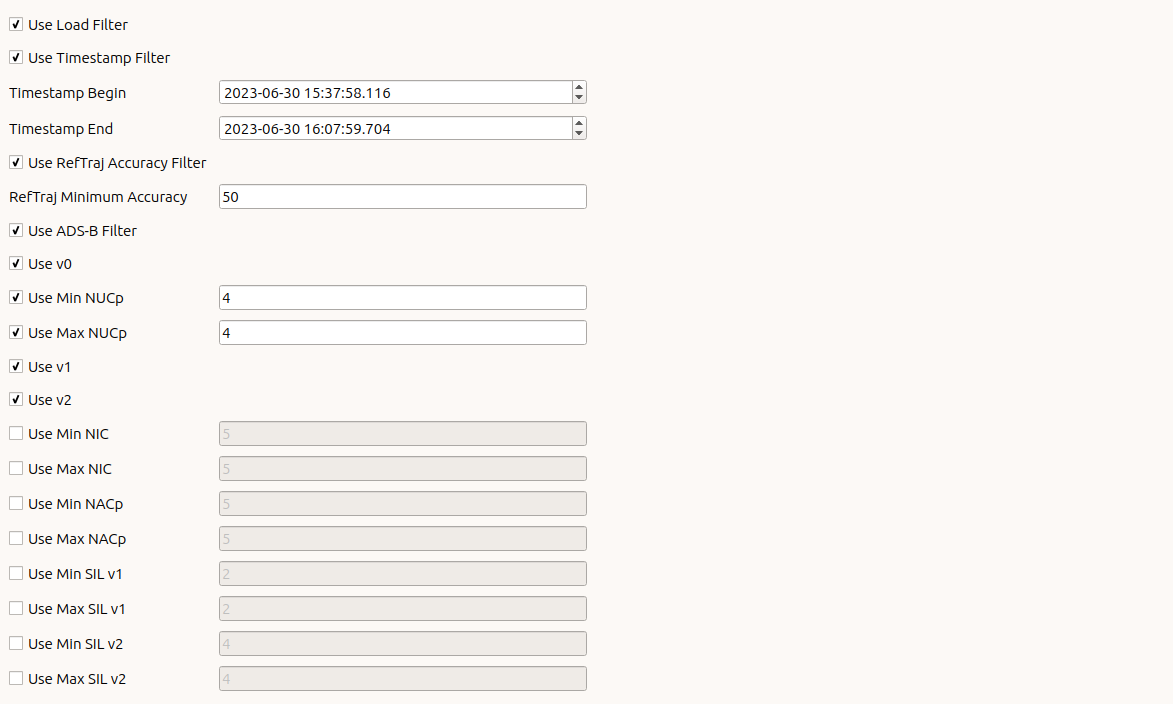 Use Load Filter
Use Timestamp Filter
Timestamp Begin 2023-06-30 15:37:58.116
Timestamp End 2023-06-30 16:07:59.704
Use RefTraj Accuracy Filter
RefTraj Minimum Accuracy 50
Use ADS-B Filter
Use v0
Use Min NUCp 4
Use Max NUCp 4
Use v1
Use v2
Use Min NIC 5
Use Max NIC 5
Use Min NACp 5
Use Max NACp 5
Use Min SIL v1 2
Use Max SIL v1 2
Use Min SIL v2 4
Use Max SIL v2 4